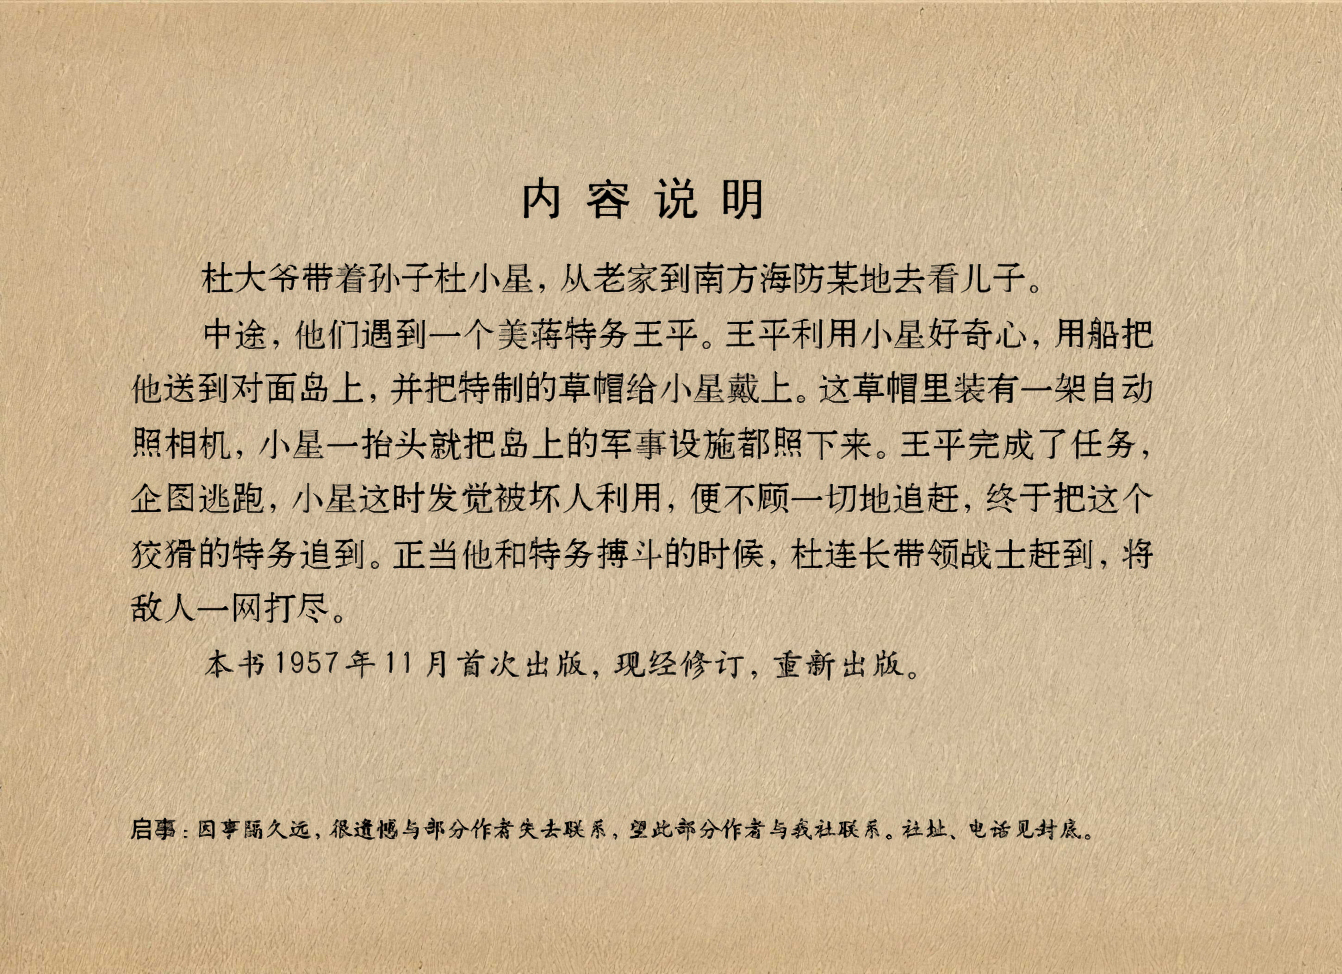 内容说明
杜大爷带着孙子杜小星，从老家到南方海防某地去看儿子。
中途，他们遇到一个美蒋特务王平。王平利用小星好奇心，用船把
他送到对面岛上，并把特制的草帽给小星戴上。这草帽里装有一架自动
照相机，小星一抬头就把岛上的军事设施都照下来。王平完成了任务，
企图逃跑，小星这时发觉被坏人利用，便不顾一切地追赶，终于把这个
狡猾的特务追到。正当他和特务搏斗的时候，杜连长带领战士赶到，将
敌人一网打尽。
本书1957年11月首次出版，现经修订，重新出版。
启事：因事隔久远，很遗憾与部分作者失去联系，望此部分作者与我社联系。社址、电话见封底。